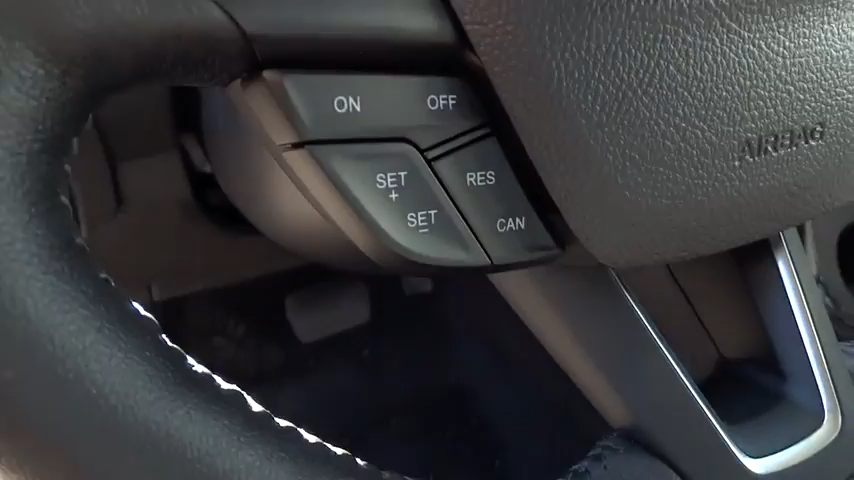 ON OFF
SET
+
SET
-
RES
CAN
AIRBAG